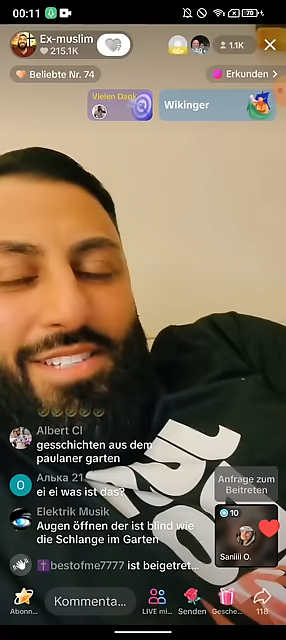 00:11
70
Ex-muslim
215.1K
49+
1.1K
Beliebte Nr. 74
Erkunden >
Vielen Dank
Wikinger
Albert Cl
gesschichten aus dem
paulaner garten
Алька 21
ei ei was ist das?
Elektrik Musik
Augen öffnen der ist blind wie
die Schlange im Garten
bestofme7777 ist beigetret...
Anfrage zum
Beitreten
10
Saniiii O.
Kommenta...
Abonn...
LIVE mi...
Senden
Gesche...
118